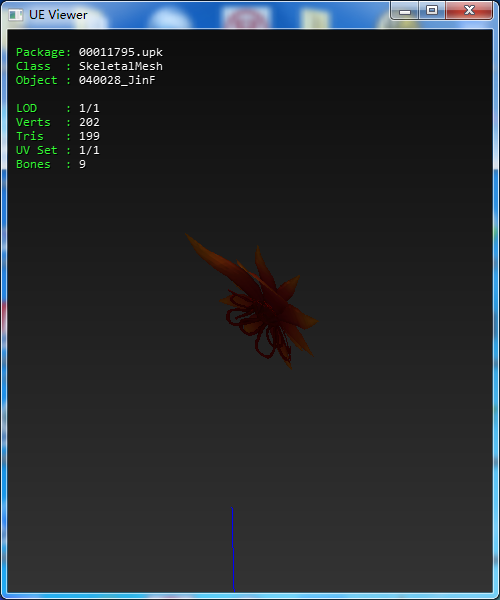 UE Viewer
Package: 00011795.upk
Class : SkeletalMesh
Object : 040028_JinF
LOD : 1/1
Verts : 202
Tris : 199
UV Set : 1/1
Bones : 9